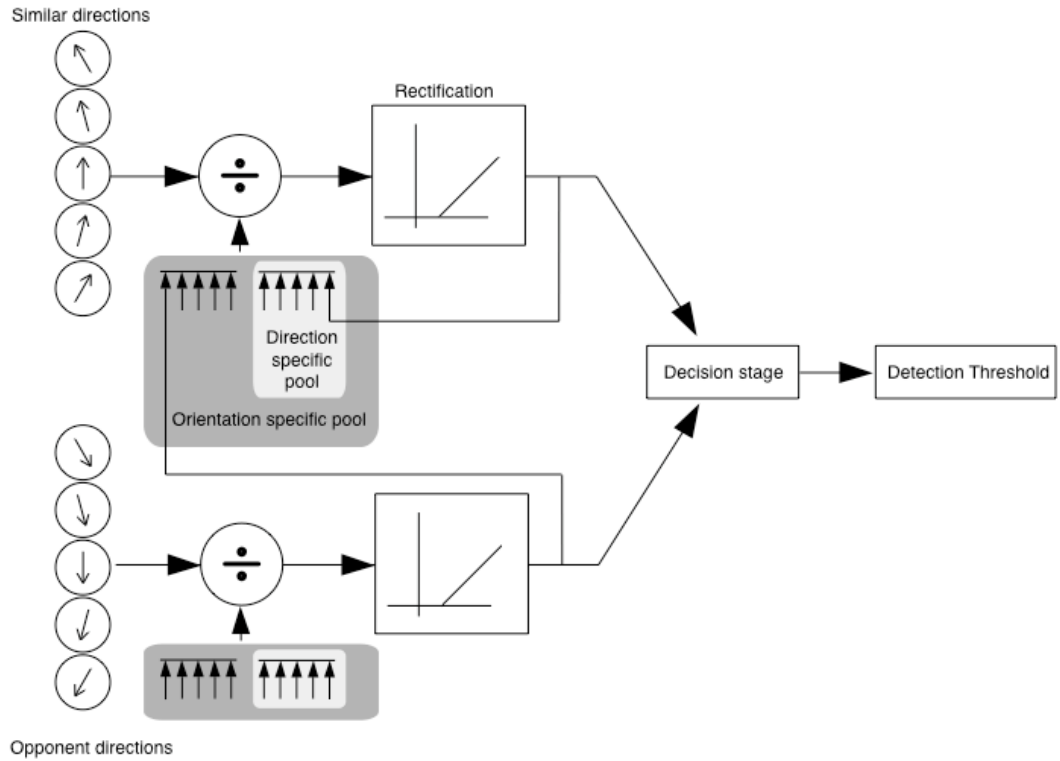 Similar directions
Rectification
Direction
specific
pool
Orientation specific pool
Decision stage
Detection Threshold
Opponent directions